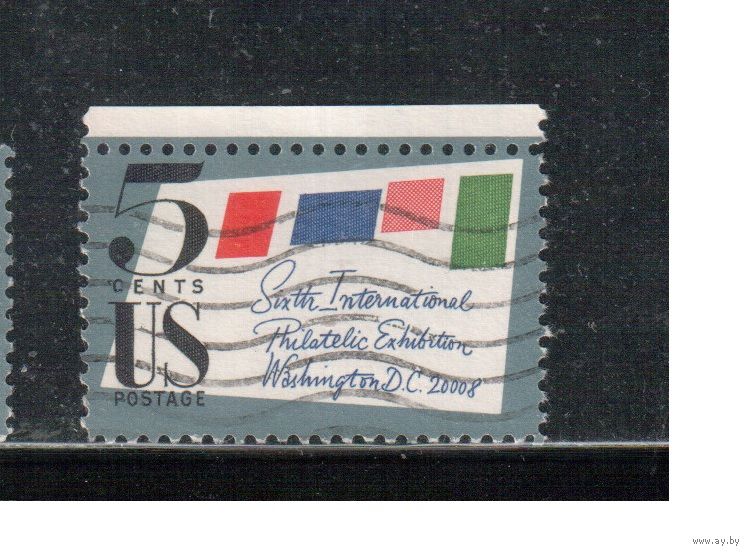 5
CENTS
US
POSTAGE
Sixth International
Philatelic Exhibition
Washington D.C. 20008
www.ay.by